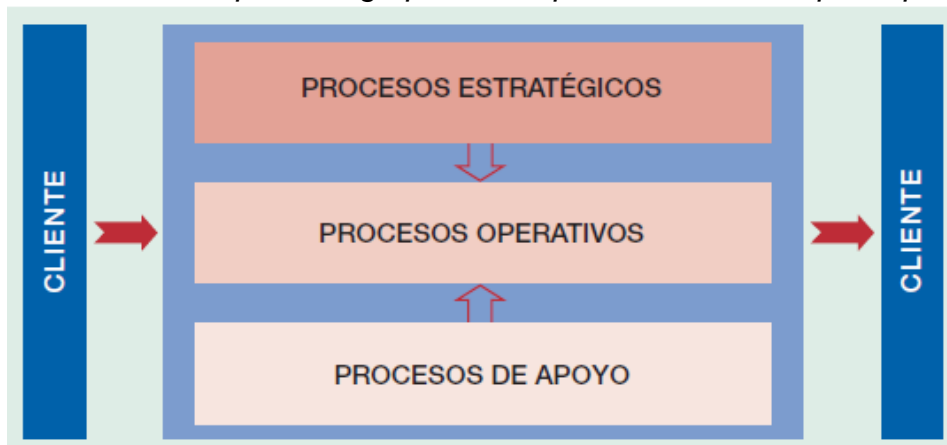 CLIENTE
PROCESOS ESTRATÉGICOS
PROCESOS OPERATIVOS
PROCESOS DE APOYO
CLIENTE